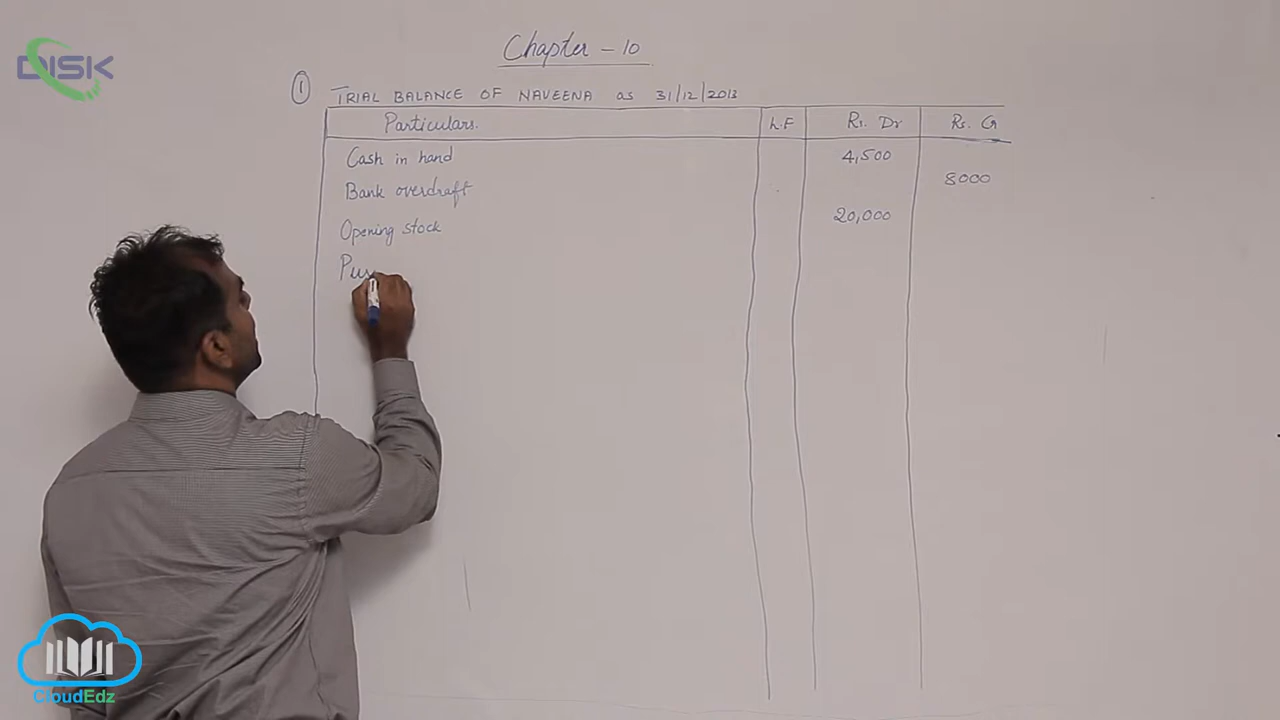 DISK
Chapter - 10
① TRIAL BALANCE OF NAVEENA as 31/12/2013
Particulars. L.F Rs. Dr Rs. Cr
Cash in hand 4,500
Bank overdraft 8000
Opening stock 20,000
Pur
CloudEdz